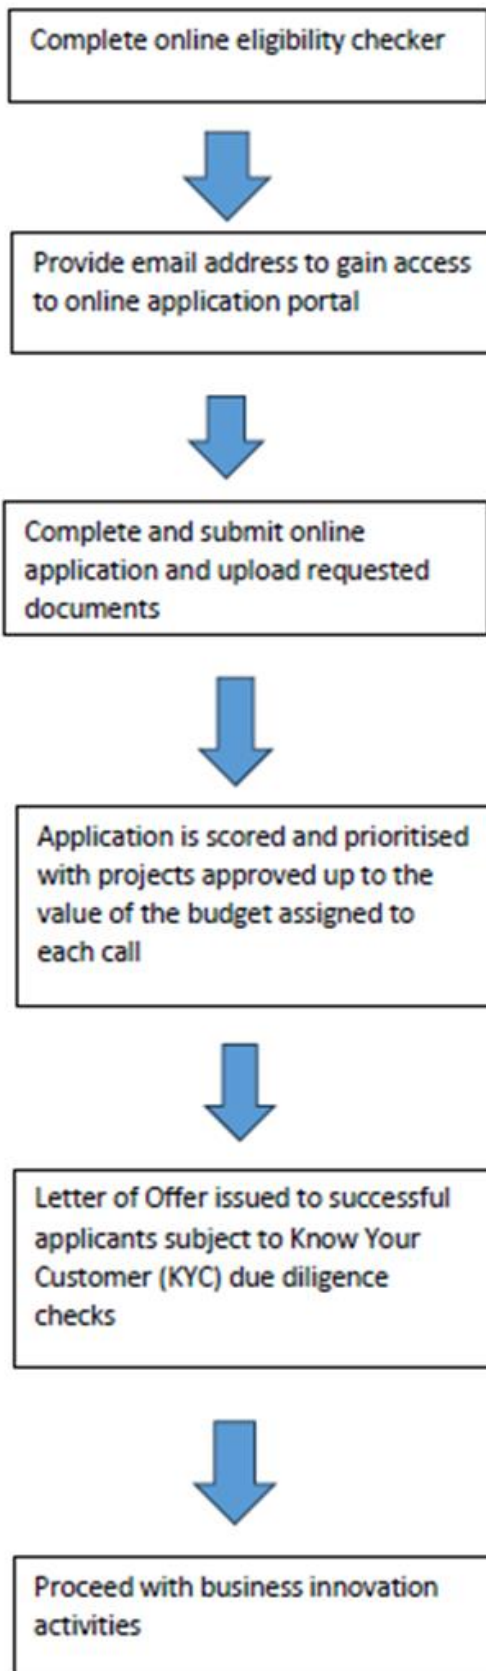 Complete online eligibility checker
Provide email address to gain access
to online application portal
Complete and submit online
application and upload requested
documents
Application is scored and prioritised
with projects approved up to the
value of the budget assigned to
each call
Letter of Offer issued to successful
applicants subject to Know Your
Customer (KYC) due diligence
checks
Proceed with business innovation
activities